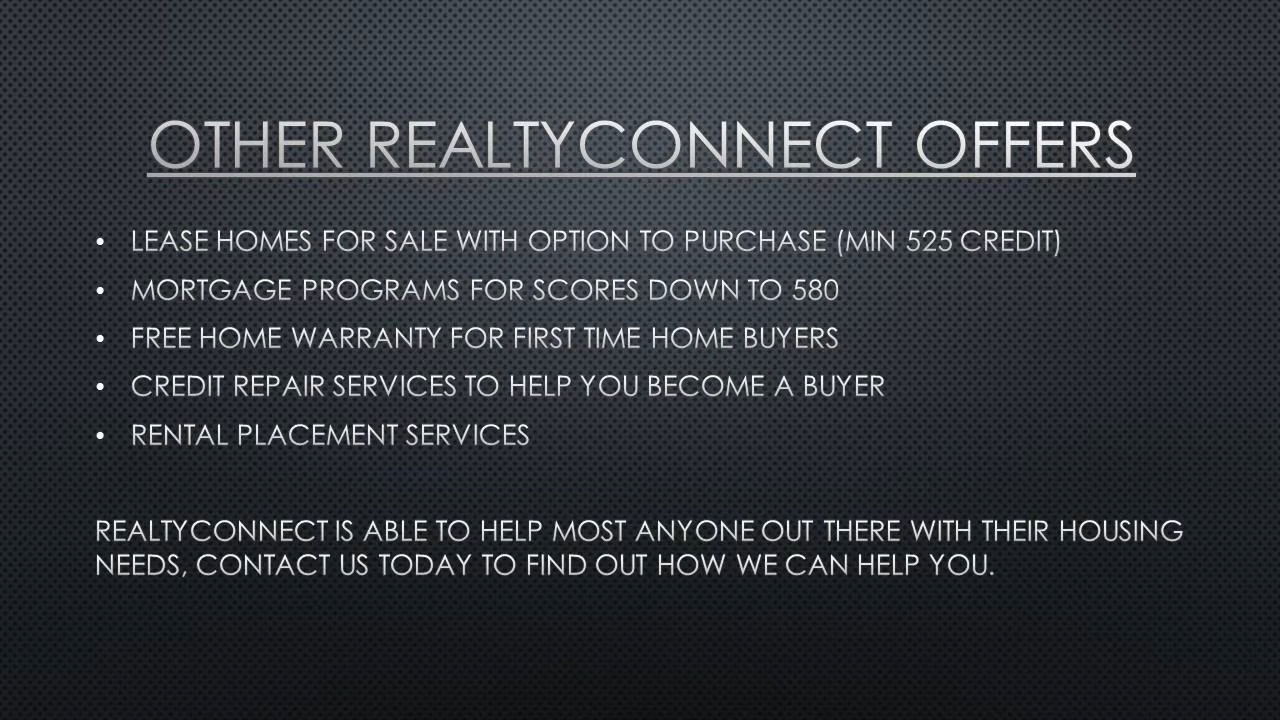 OTHER REALTYCONNECT OFFERS
• LEASE HOMES FOR SALE WITH OPTION TO PURCHASE (MIN 525 CREDIT)
• MORTGAGE PROGRAMS FOR SCORES DOWN TO 580
• FREE HOME WARRANTY FOR FIRST TIME HOME BUYERS
• CREDIT REPAIR SERVICES TO HELP YOU BECOME A BUYER
• RENTAL PLACEMENT SERVICES
REALTYCONNECT IS ABLE TO HELP MOST ANYONE OUT THERE WITH THEIR HOUSING
NEEDS, CONTACT US TODAY TO FIND OUT HOW WE CAN HELP YOU.